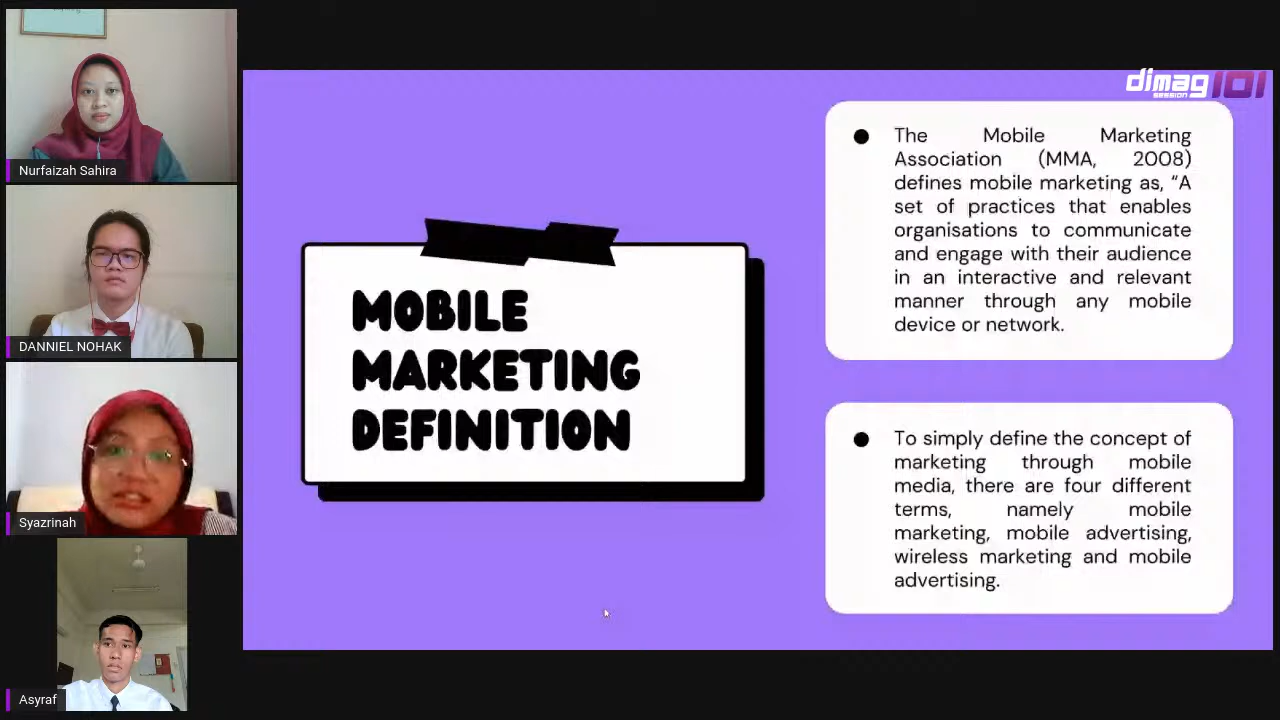 Nurfaizah Sahira
DANNIEL NOHAK
Syazrinah
Asyraf
dimag 101
SESSION
MOBILE
MARKETING
DEFINITION
● The Mobile Marketing
Association (MMA, 2008)
defines mobile marketing as, “A
set of practices that enables
organisations to communicate
and engage with their audience
in an interactive and relevant
manner through any mobile
device or network.
● To simply define the concept of
marketing through mobile
media, there are four different
terms, namely mobile
marketing, mobile advertising,
wireless marketing and mobile
advertising.